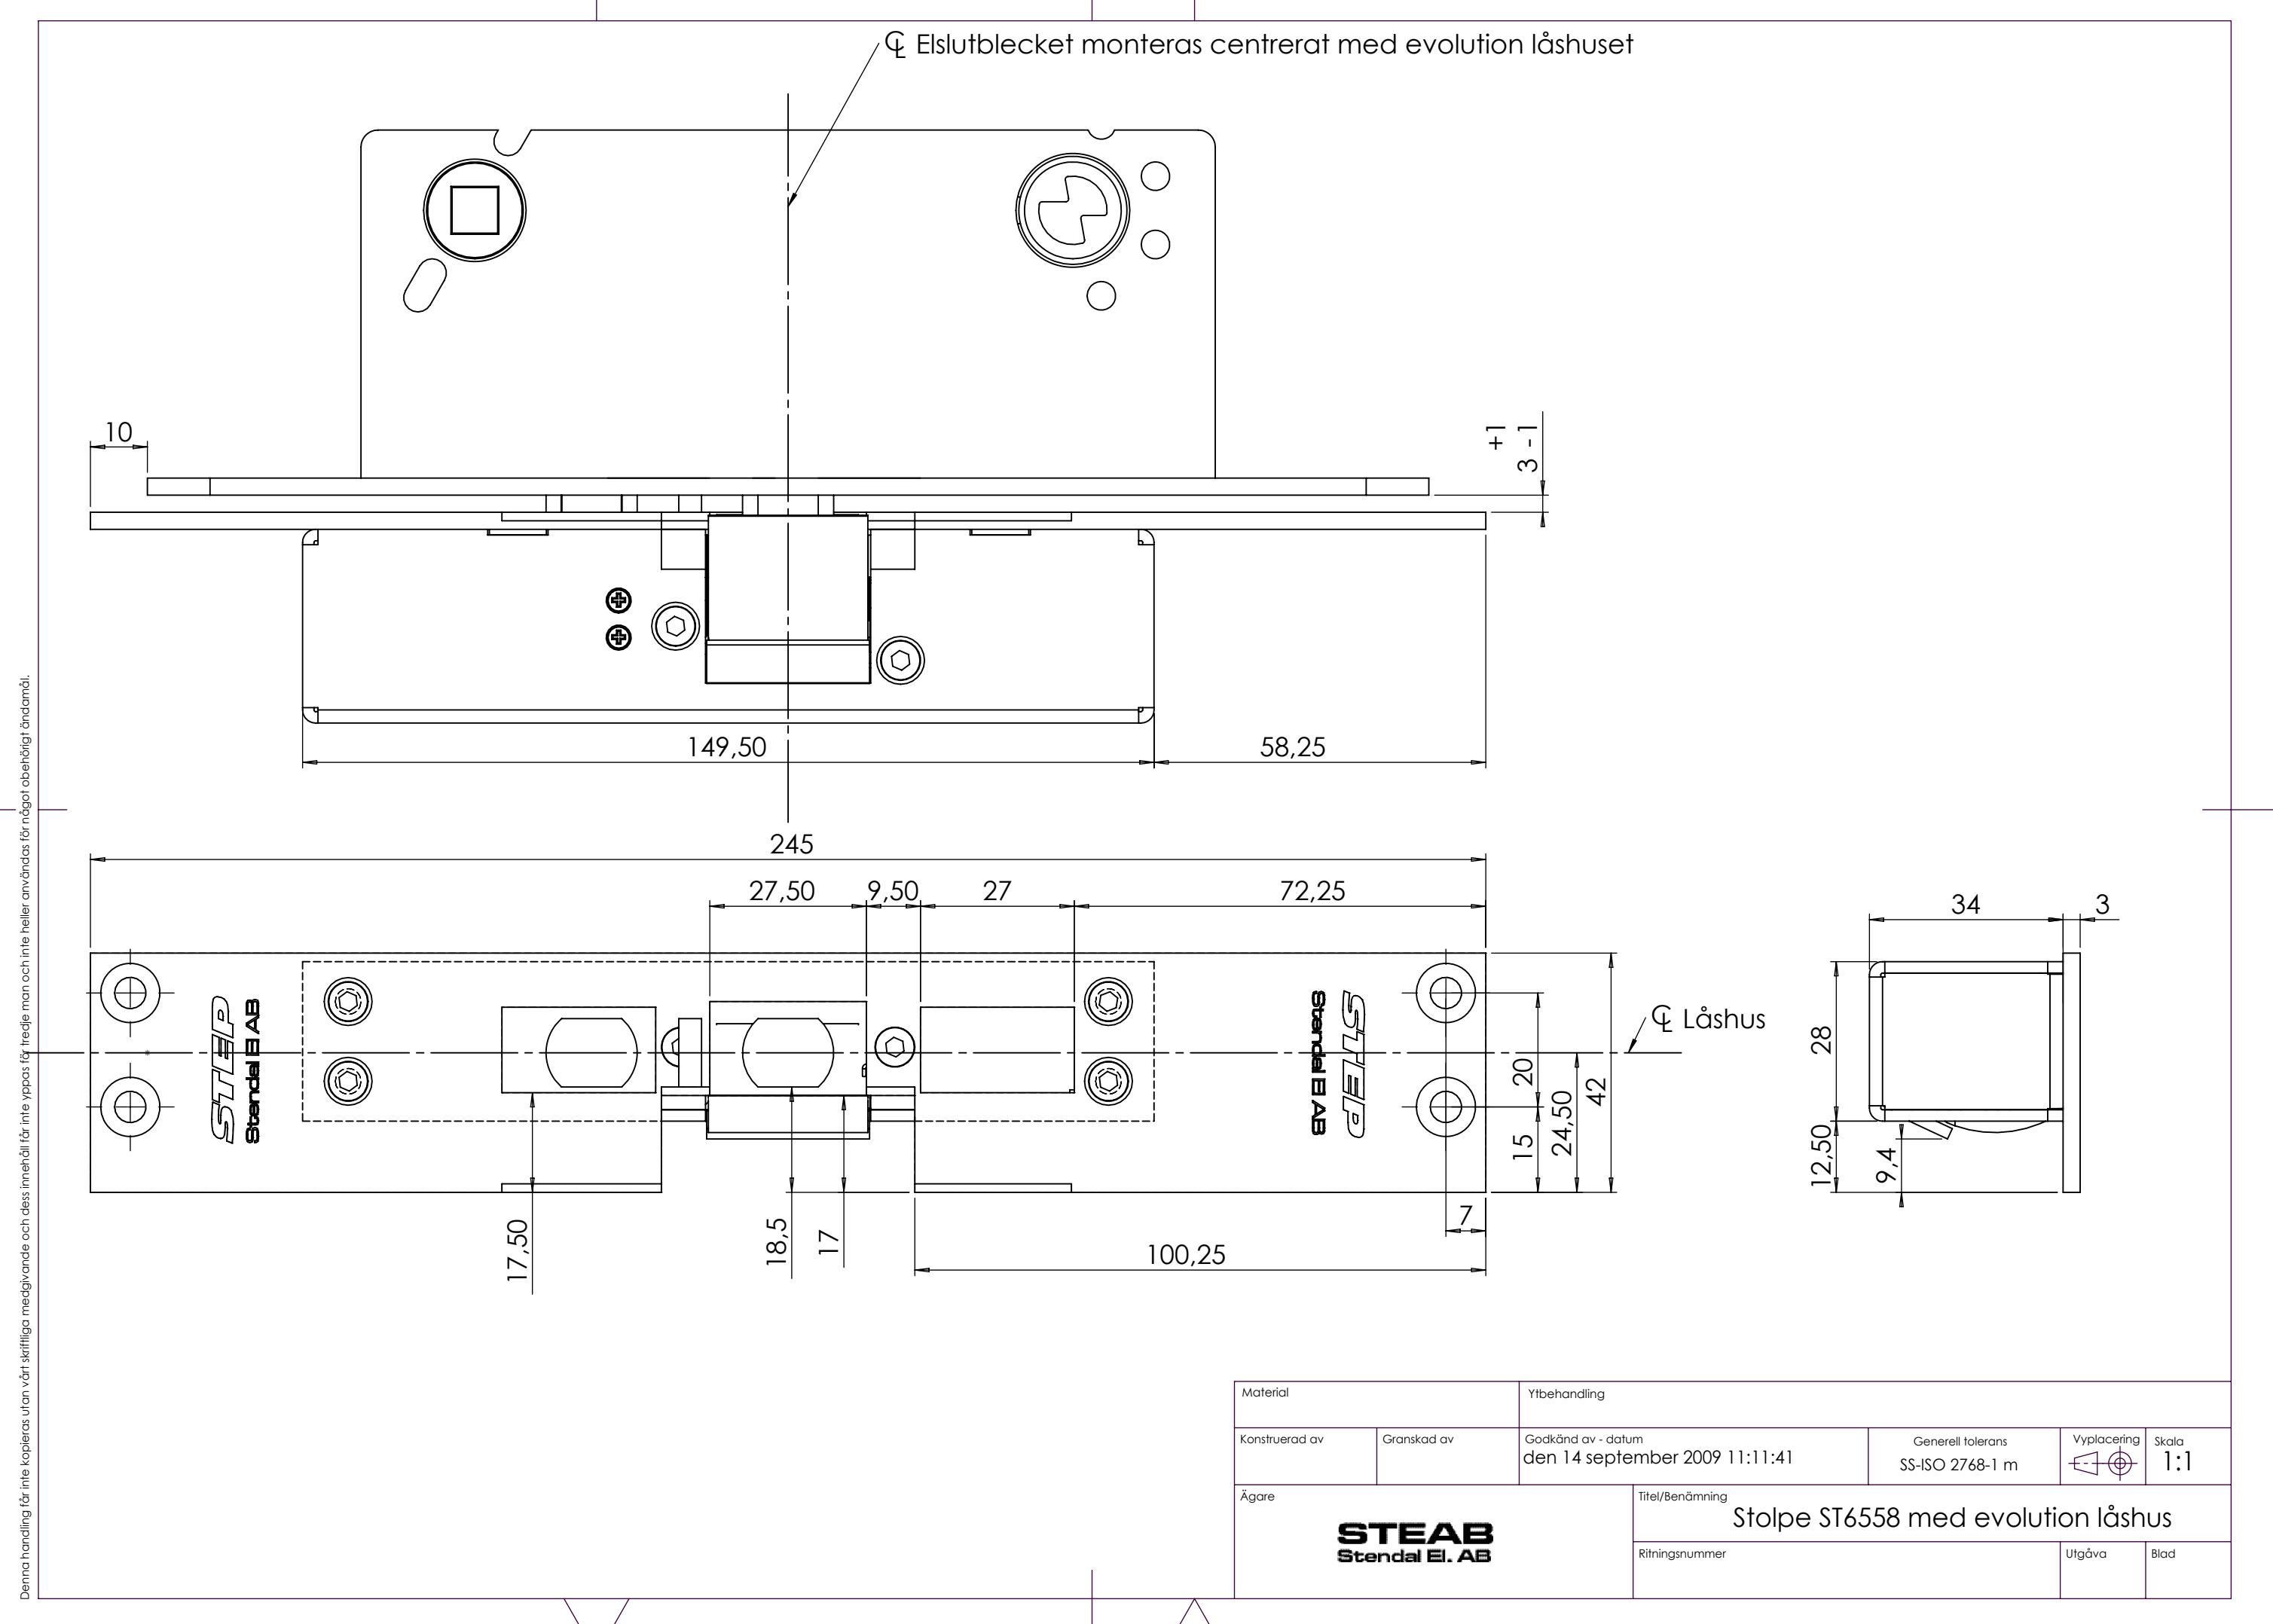 ℄ Elslutblecket monteras centrerat med evolution låshuset
10
+1
3 -1
149,50
58,25
245
27,50
9,50
27
72,25
34
3
STEP
Stendal El AB
STEP
Stendal El AB
℄ Låshus
20
15
24,50
42
28
12,50
9,4
17,50
18,5
17
7
100,25
Denna handling får inte kopieras utan vårt skriftliga medgivande och dess innehåll får inte yppas för tredje man och inte heller användas för något obehörigt ändamål.
Material
Ytbehandling
Konstruerad av
Granskad av
Godkänd av - datum
den 14 september 2009 11:11:41
Generell tolerans
SS-ISO 2768-1 m
Vyplacering
Skala
1:1
Ägare
STEAB
Stendal El. AB
Titel/Benämning
Stolpe ST6558 med evolution låshus
Ritningsnummer
Utgåva
Blad